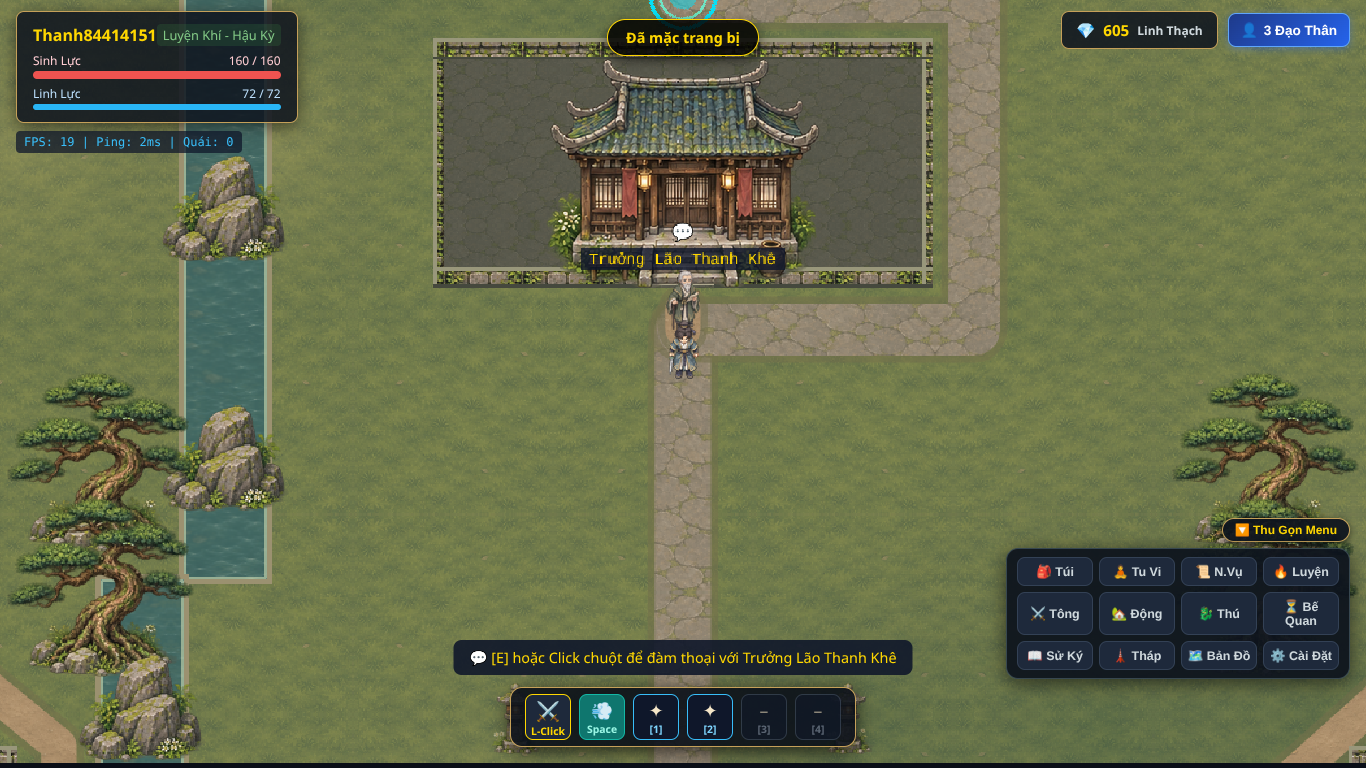 Thanh84414151 Luyện Khí - Hậu Kỳ
Sinh Lực 160 / 160
Linh Lực 72 / 72
FPS: 19 | Ping: 2ms | Quái: 0
Đã mặc trang bị
605 Linh Thạch
3 Đạo Thân
Trưởng Lão Thanh Khê
Thu Gọn Menu
Túi Tu Vi N.Vụ Luyện
Tông Động Thú Bế
Quan
Sử Ký Tháp Bản Đồ Cài Đặt
[E] hoặc Click chuột để đàm thoại với Trưởng Lão Thanh Khê
L-Click Space [1] [2] [3] [4]